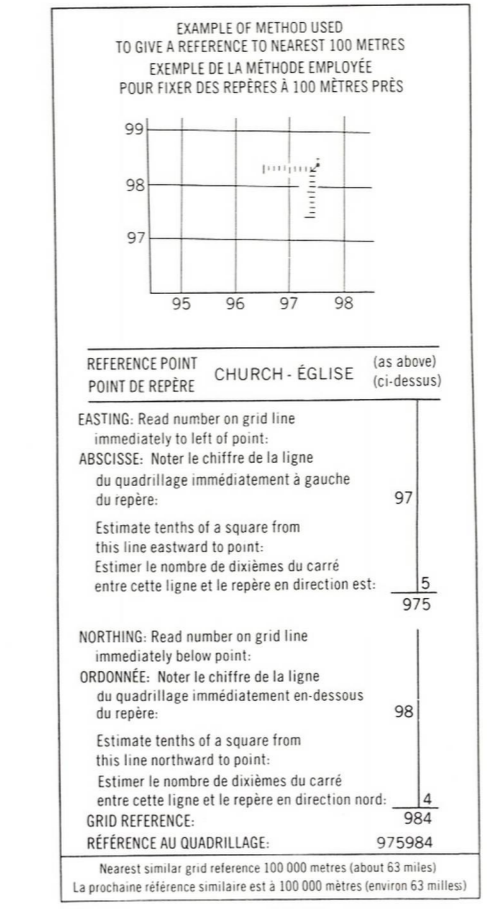 EXAMPLE OF METHOD USED
TO GIVE A REFERENCE TO NEAREST 100 METRES
EXEMPLE DE LA MÉTHODE EMPLOYÉE
POUR FIXER DES REPÈRES À 100 MÈTRES PRÈS
99
98
97
95 96 97 98
REFERENCE POINT
POINT DE REPÈRE
CHURCH - ÉGLISE
(as above)
(ci-dessus)
EASTING: Read number on grid line
immediately to left of point:
ABSCISSE: Noter le chiffre de la ligne
du quadrillage immédiatement à gauche
du repère: 97
Estimate tenths of a square from
this line eastward to point:
Estimer le nombre de dixièmes du carré
entre cette ligne et le repère en direction est: 5
975
NORTHING: Read number on grid line
immediately below point:
ORDONNÉE: Noter le chiffre de la ligne
du quadrillage immédiatement en-dessous
du repère: 98
Estimate tenths of a square from
this line northward to point:
Estimer le nombre de dixièmes du carré
entre cette ligne et le repère en direction nord: 4
GRID REFERENCE: 984
RÉFÉRENCE AU QUADRILLAGE: 975984
Nearest similar grid reference 100 000 metres (about 63 miles)
La prochaine référence similaire est à 100 000 mètres (environ 63 milless)